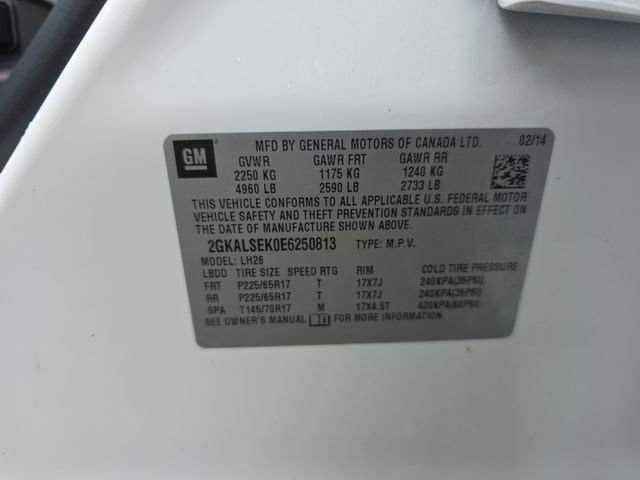 GM
MFD BY GENERAL MOTORS OF CANADA LTD. 02/14
GVWR GAWR FRT GAWR RR
2250 KG 1175 KG 1240 KG
4960 LB 2590 LB 2733 LB
THIS VEHICLE CONFORMS TO ALL APPLICABLE U.S. FEDERAL MOTOR
VEHICLE SAFETY AND THEFT PREVENTION STANDARDS IN EFFECT ON
THE DATE OF MANUFACTURE SHOWN ABOVE.
2GKALSEK0E6250813 TYPE: M.P.V.
MODEL: LH26
LBDD TIRE SIZE SPEED RTG RIM COLD TIRE PRESSURE
FRT P225/65R17 T 17X7J 240KPA(35PSI)
RR P225/65R17 T 17X7J 240KPA(35PSI)
SPA T145/70R17 M 17X4.5T 420KPA(60PSI)
SEE OWNER'S MANUAL FOR MORE INFORMATION.